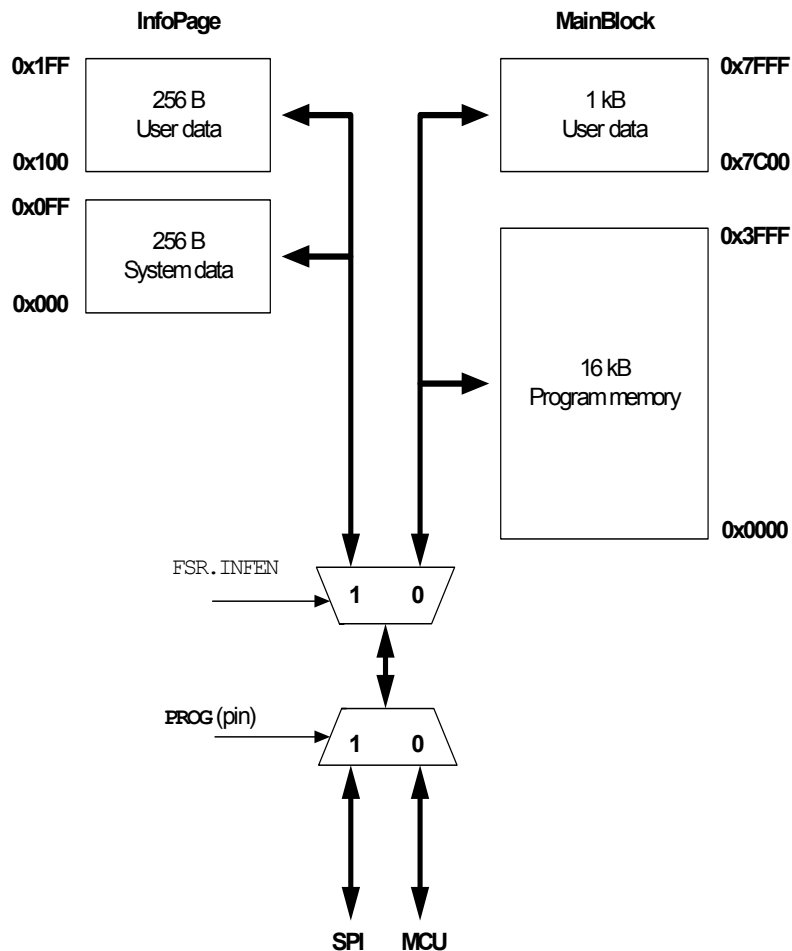 InfoPage
MainBlock
0x1FF
256 B
User data
0x100
0x0FF
256 B
System data
0x000
0x7FFF
1 kB
User data
0x7C00
0x3FFF
16 kB
Program memory
0x0000
FSR.INFEN
1 0
PROG (pin)
1 0
SPI MCU